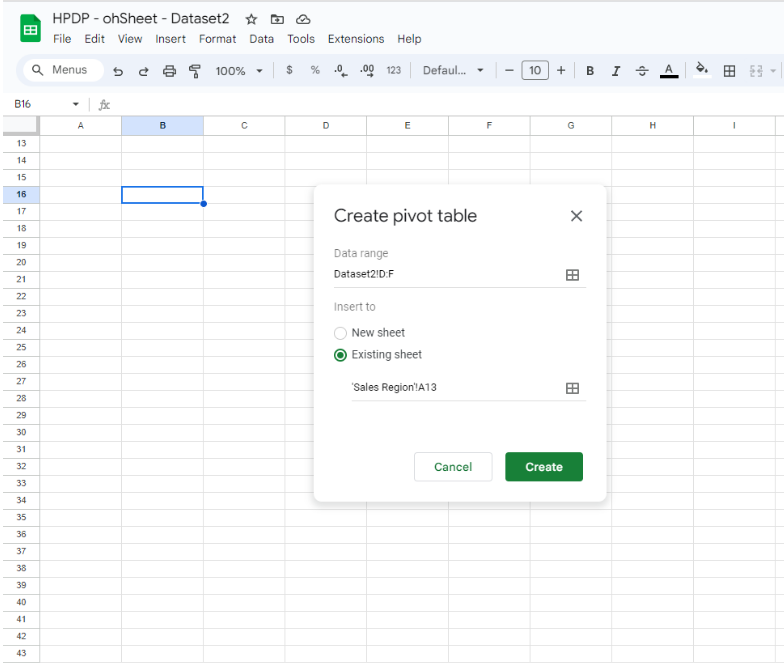 HPDP - ohSheet - Dataset2
File Edit View Insert Format Data Tools Extensions Help
Menus 100% $ % .0 .00 123 Defaul... − 10 + B I S A
B16 fx
A B C D E F G H I
13
14
15
16
17
18
19
20
21
22
23
24
25
26
27
28
29
30
31
32
33
34
35
36
37
38
39
40
41
42
43
Create pivot table
Data range
Dataset2!D:F
Insert to
New sheet
Existing sheet
'Sales Region'!A13
Cancel Create